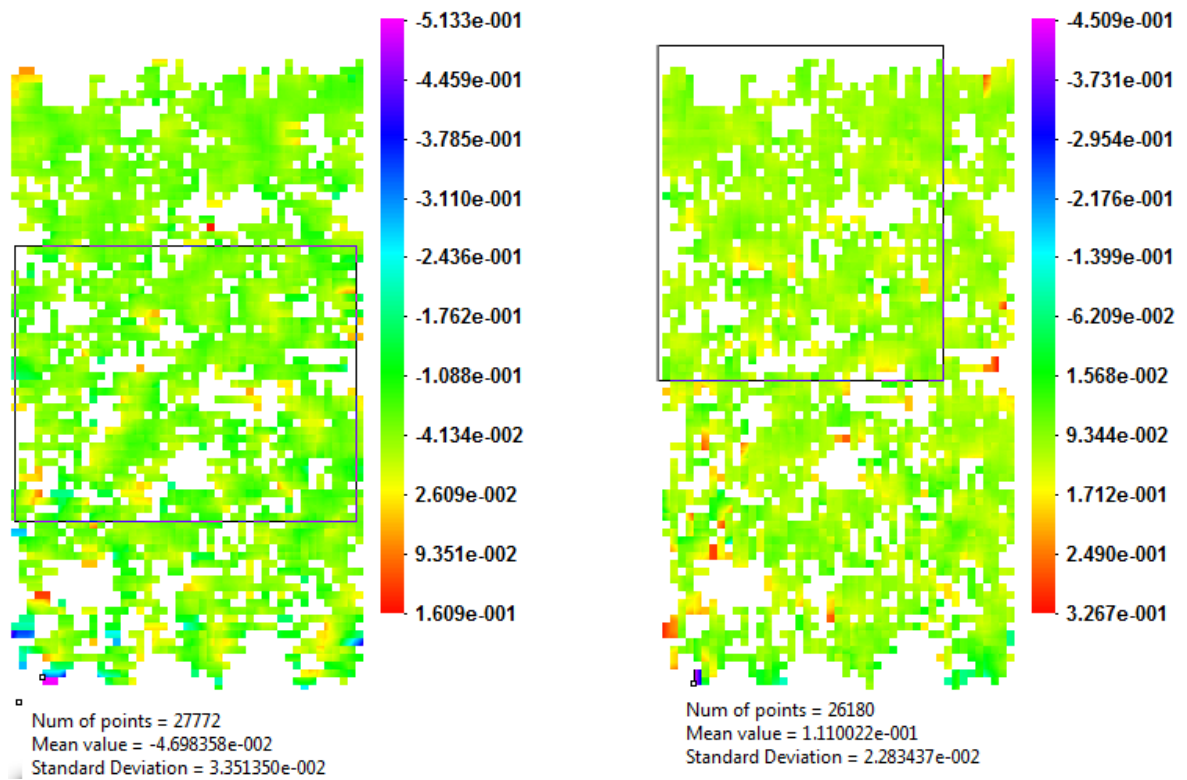 -5.133e-001
-4.459e-001
-3.785e-001
-3.110e-001
-2.436e-001
-1.762e-001
-1.088e-001
-4.134e-002
2.609e-002
9.351e-002
1.609e-001
Num of points = 27772
Mean value = -4.698358e-002
Standard Deviation = 3.351350e-002
-4.509e-001
-3.731e-001
-2.954e-001
-2.176e-001
-1.399e-001
-6.209e-002
1.568e-002
9.344e-002
1.712e-001
2.490e-001
3.267e-001
Num of points = 26180
Mean value = 1.110022e-001
Standard Deviation = 2.283437e-002